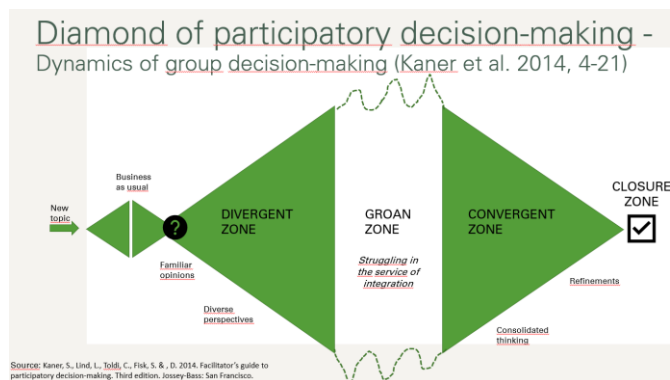 Diamond of participatory decision-making -
Dynamics of group decision-making (Kaner et al. 2014, 4-21)
Business
as usual
New
topic
?
DIVERGENT
ZONE
GROAN
ZONE
CONVERGENT
ZONE
CLOSURE
ZONE
Familiar
opinions
Struggling in
the service of
integration
Refinements
Diverse
perspectives
Consolidated
thinking
Source: Kaner, S., Lind, L., Toldi, C., Fisk, S. & , D. 2014. Facilitator's guide to
participatory decision-making. Third edition. Jossey-Bass: San Francisco.